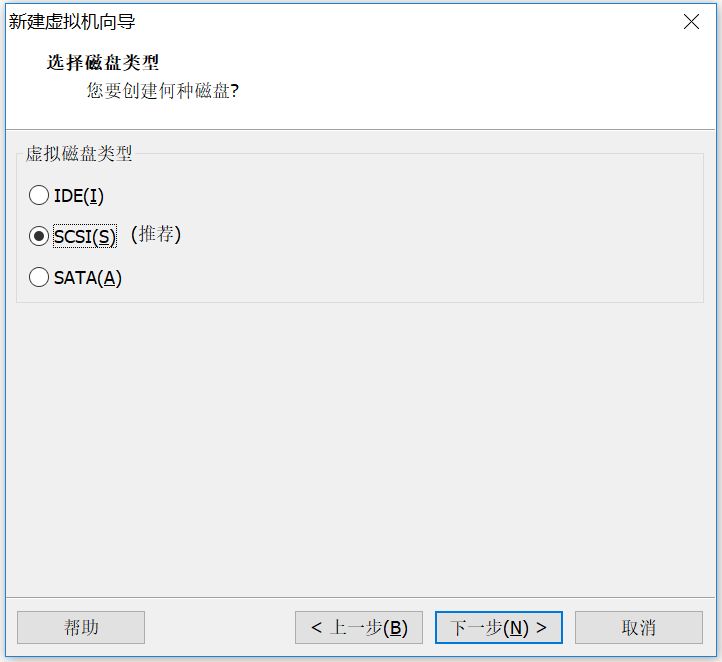 新建虚拟机向导
选择磁盘类型
您要创建何种磁盘?
虚拟磁盘类型
IDE(I)
SCSI(S) (推荐)
SATA(A)
帮助 < 上一步(B) 下一步(N) > 取消